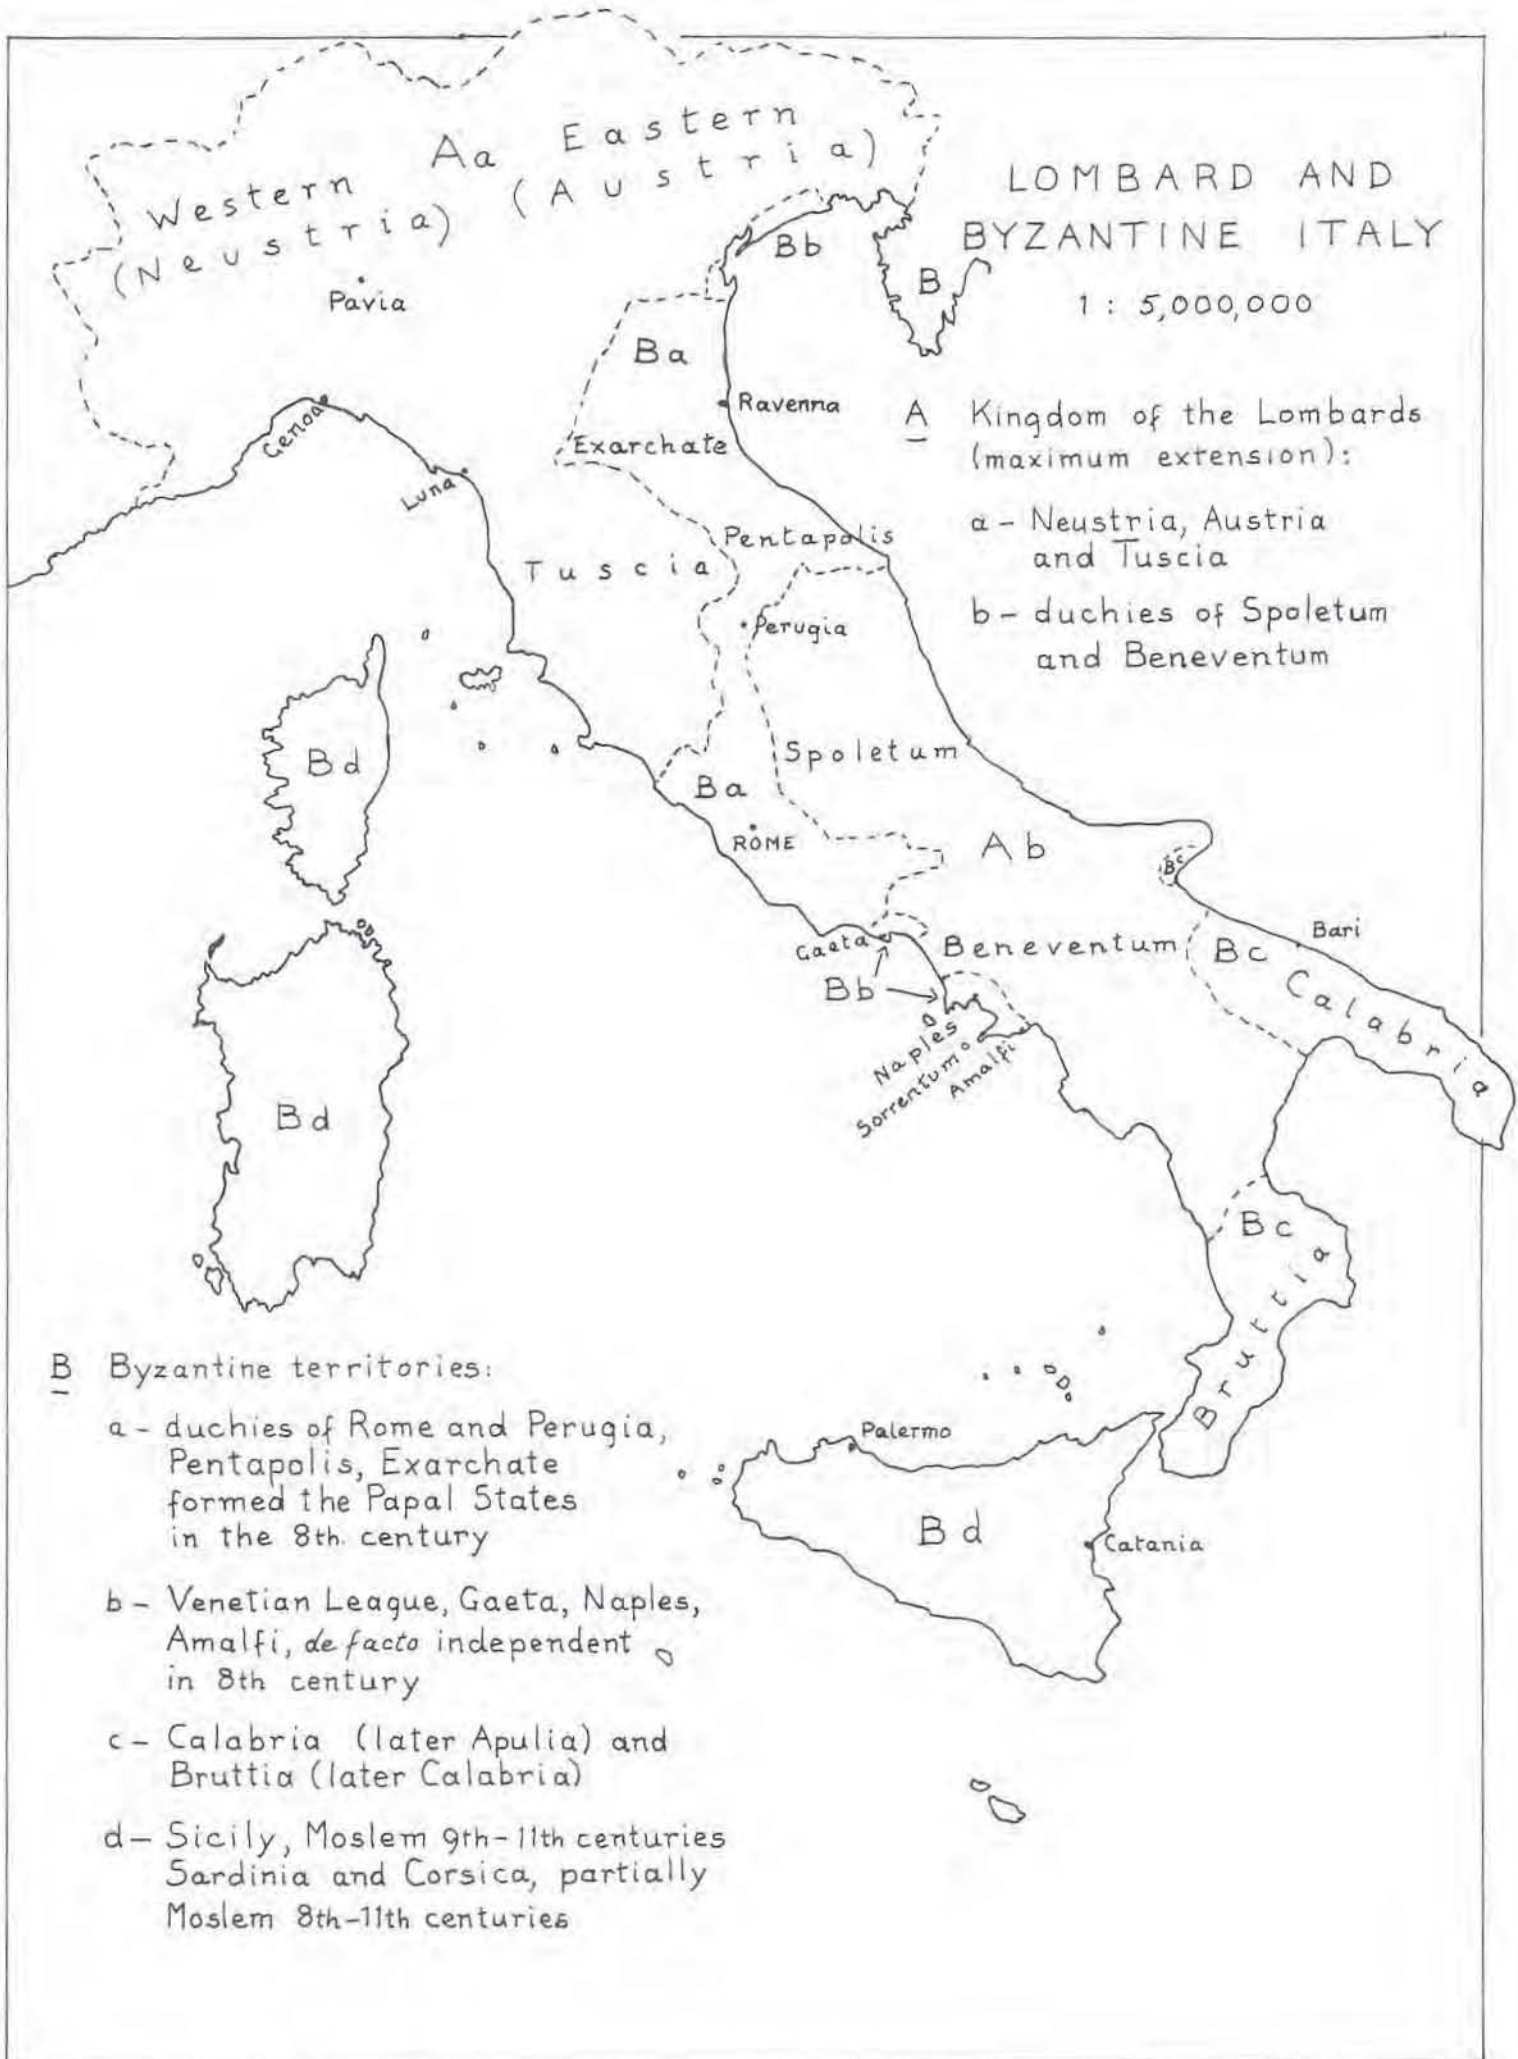 LOMBARD AND
BYZANTINE ITALY
1 : 5,000,000
Aa
Eastern
(Austria)
Western
(Neustria)
Pavia
Bb
B
Ba
Ravenna
Exarchate
Genoa
Luna
A Kingdom of the Lombards
(maximum extension):
a - Neustria, Austria
and Tuscia
b - duchies of Spoletum
and Beneventum
Pentapolis
Tuscia
Perugia
Spoletum
Bd
Ba
ROME
Ab
Bc
Bari
Gaeta
Beneventum
Bc
Calabria
Bb
Naples
Sorrentum
Amalfi
Bd
Bc
Bruttia
Palermo
Bd
Catania
B Byzantine territories:
a - duchies of Rome and Perugia,
Pentapolis, Exarchate
formed the Papal States
in the 8th. century
b - Venetian League, Gaeta, Naples,
Amalfi, de facto independent
in 8th century
c - Calabria (later Apulia) and
Bruttia (later Calabria)
d - Sicily, Moslem 9th-11th centuries
Sardinia and Corsica, partially
Moslem 8th-11th centuries